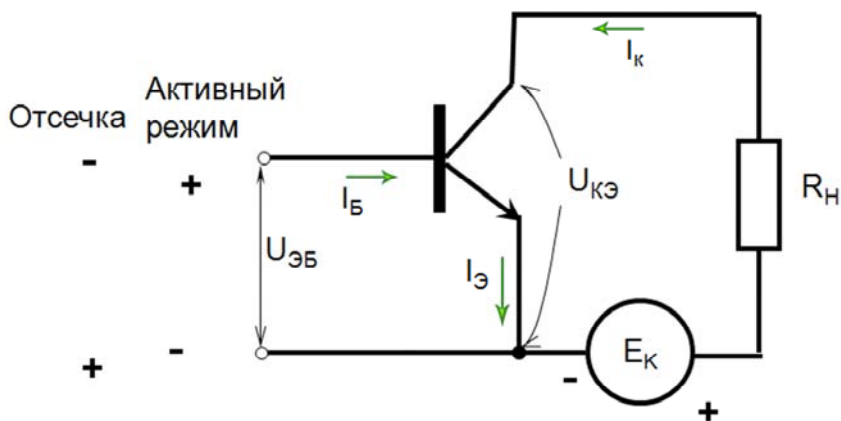 Отсечка
Активный
режим
-
+
+
-
I_Б
U_ЭБ
I_Э
I_к
U_КЭ
R_Н
E_К
-
+